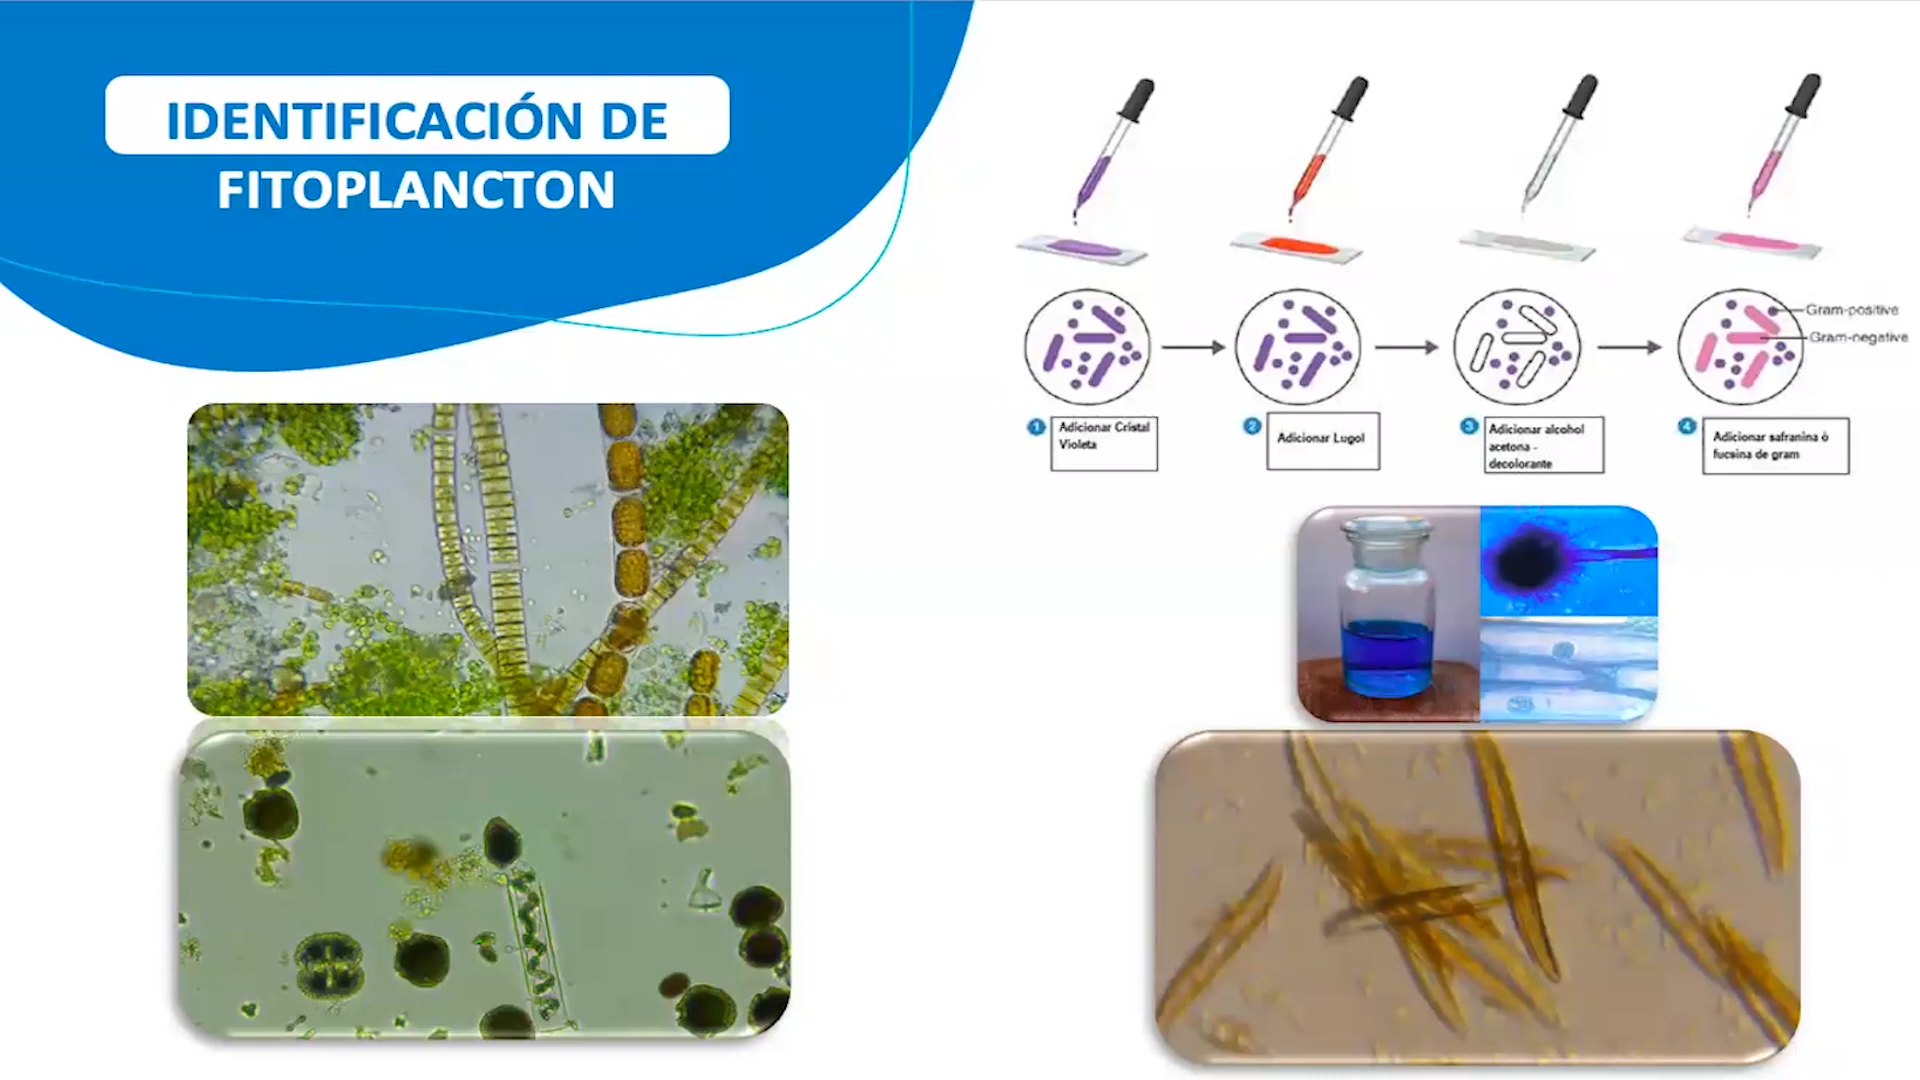 IDENTIFICACIÓN DE
FITOPLANCTON
Gram-positive
Gram-negative
1 Adicionar Cristal
Violeta
2 Adicionar Lugol
3 Adicionar alcohol
acetona -
decolorante
4 Adicionar safranina ò
fucsina de gram